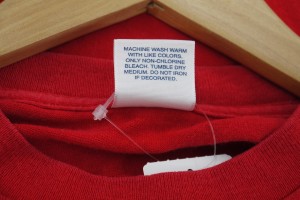 MACHINE WASH WARM
WITH LIKE COLORS,
ONLY NON-CHLORINE
BLEACH. TUMBLE DRY
MEDIUM. DO NOT IRON
IF DECORATED.